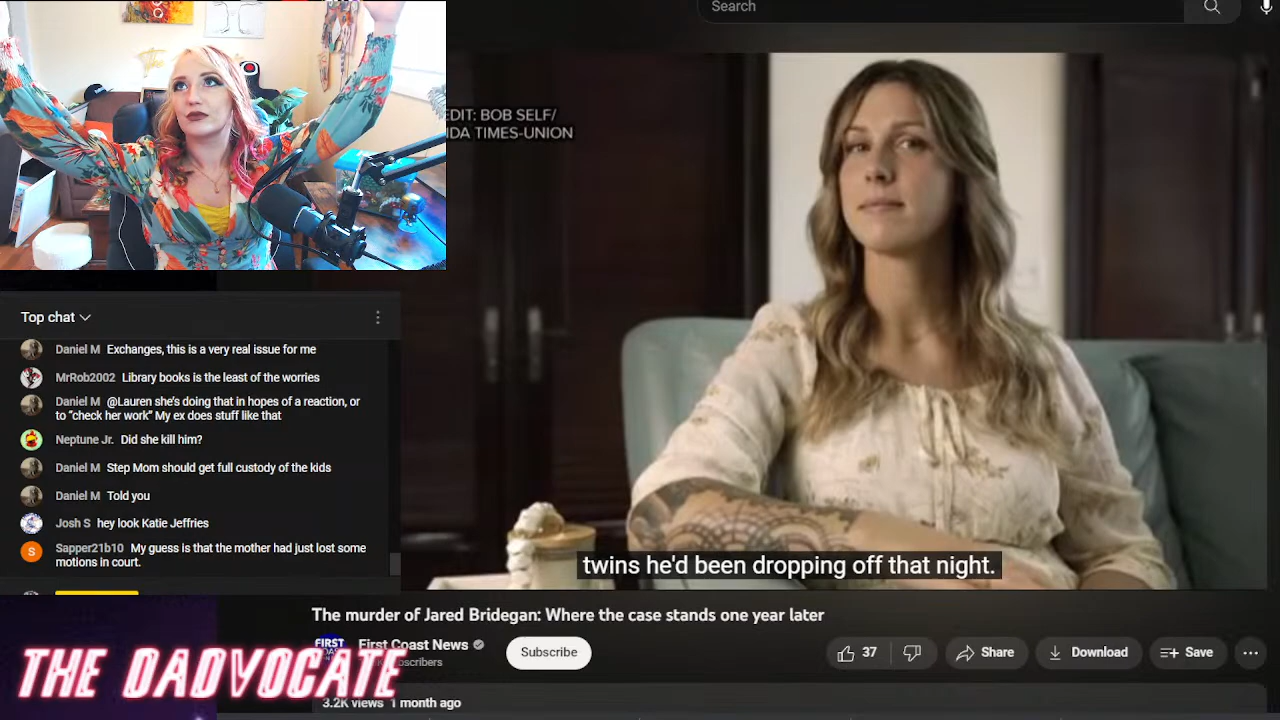 Search
EDIT: BOB SELF/
IDA TIMES-UNION
Top chat
Daniel M Exchanges, this is a very real issue for me
MrRob2002 Library books is the least of the worries
Daniel M @Lauren she's doing that in hopes of a reaction, or
to "check her work" My ex does stuff like that
Neptune Jr. Did she kill him?
Daniel M Step Mom should get full custody of the kids
Daniel M Told you
Josh S hey look Katie Jeffries
S Sapper21b10 My guess is that the mother had just lost some
motions in court.
twins he'd been dropping off that night.
The murder of Jared Bridegan: Where the case stands one year later
FIRST
First Coast News
Subscribe
37
Share
Download
Save
THE DADVOCATE
3.2K views 1 month ago